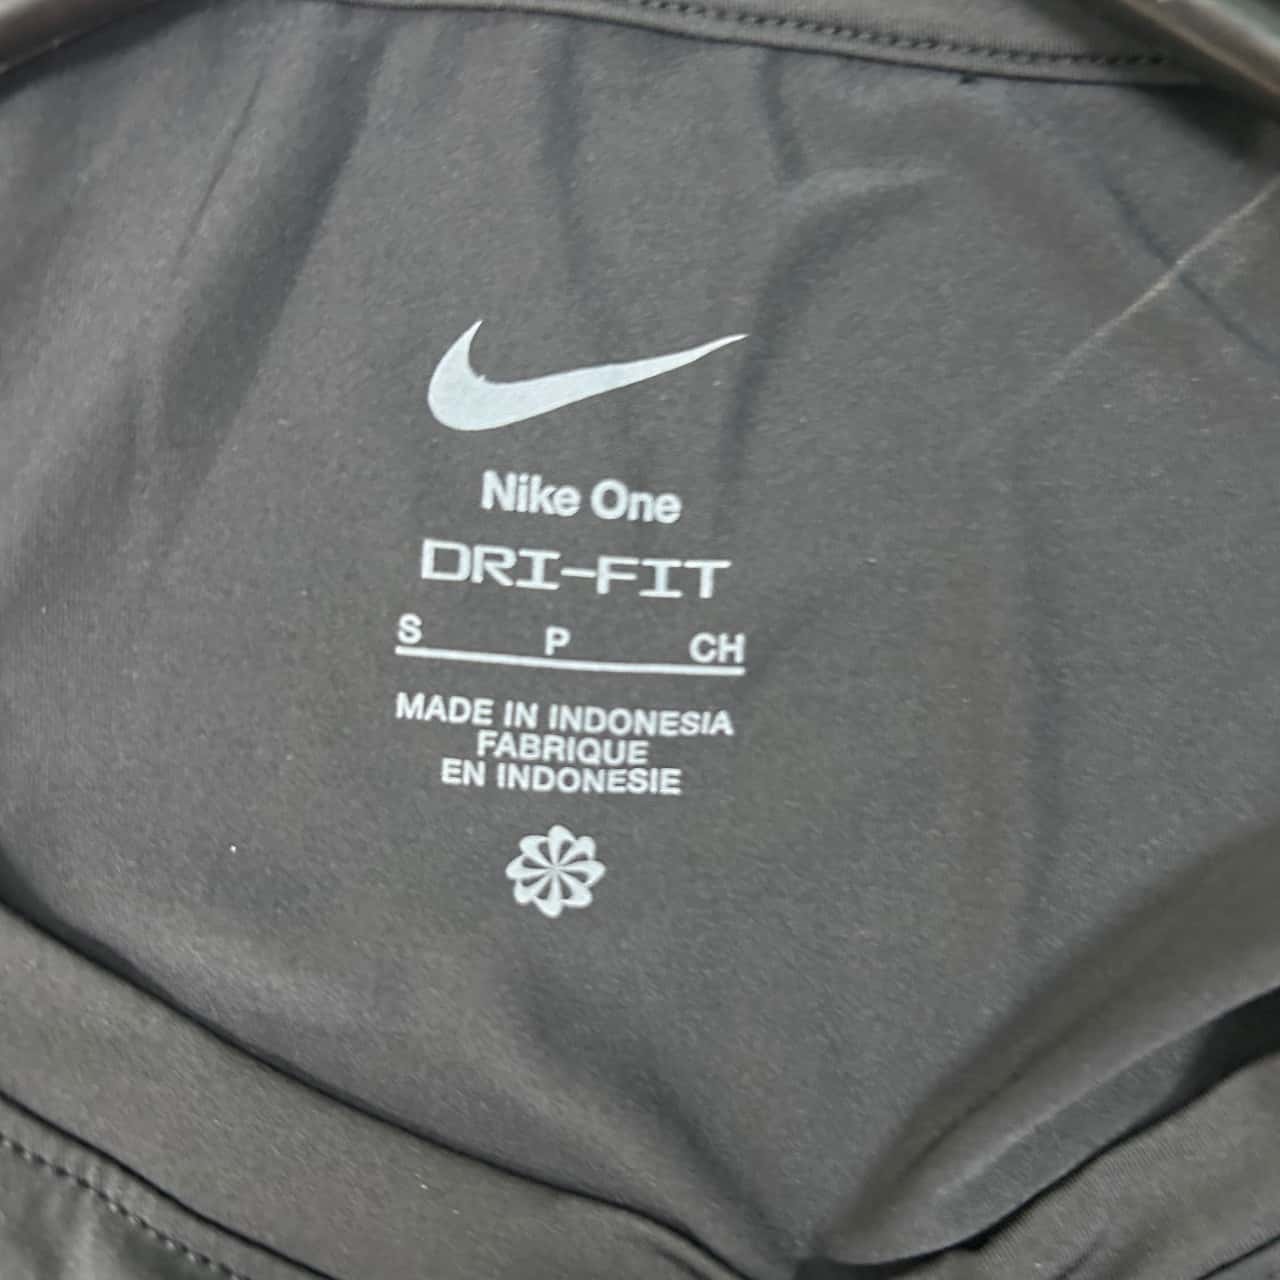 Nike One
DRI-FIT
S P CH
MADE IN INDONESIA
FABRIQUE
EN INDONESIE